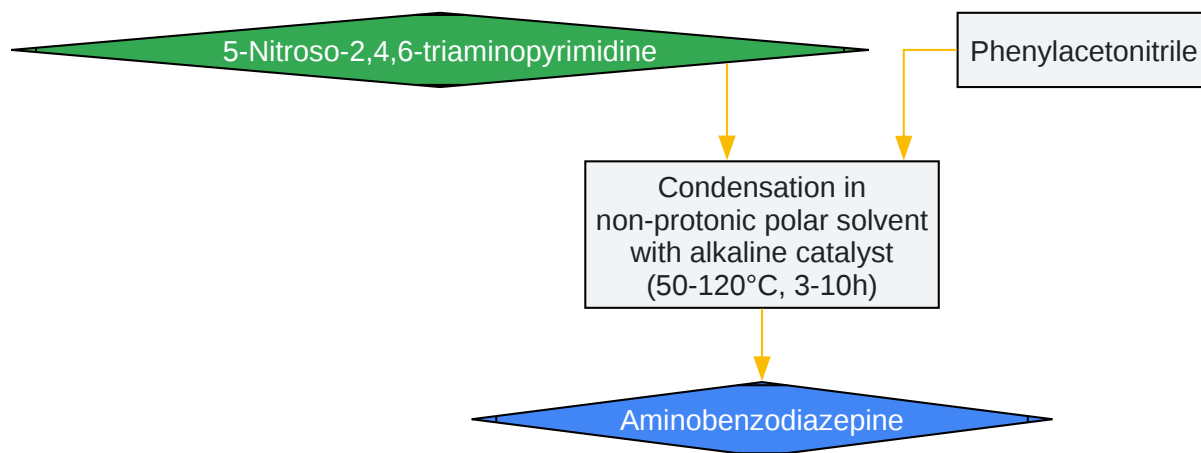 5-Nitroso-2,4,6-triaminopyrimidine
Phenylacetonitrile
Condensation in
non-protonic polar solvent
with alkaline catalyst
(50-120°C, 3-10h)
Aminobenzodiazepine